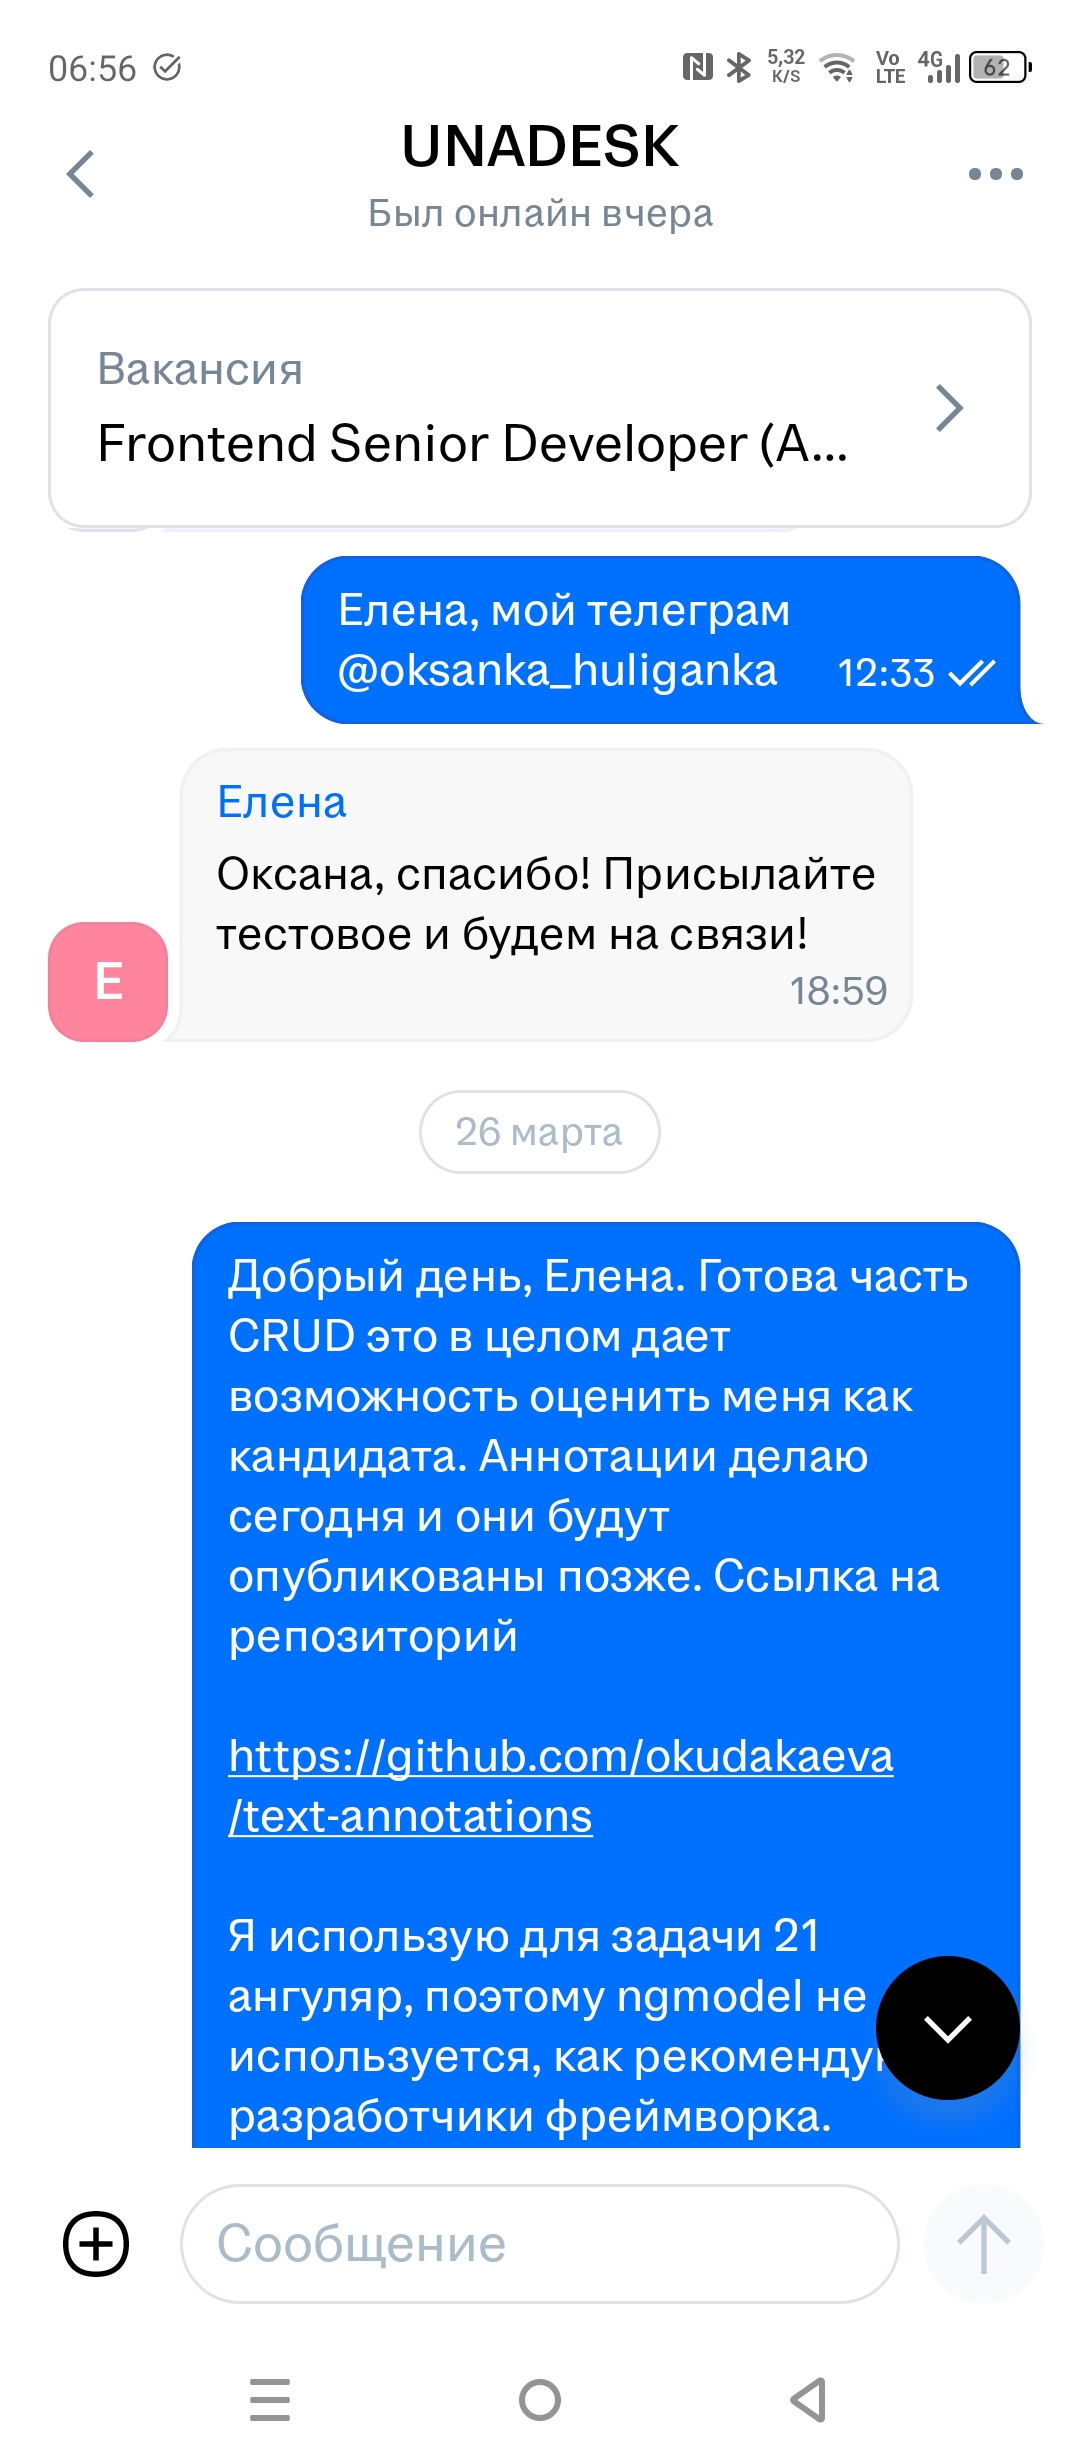 06:56
5,32 K/S
Vo LTE
4G
62
UNADESK
Был онлайн вчера
Вакансия
Frontend Senior Developer (A...
Елена, мой телеграм
@oksanka_huliganka 12:33
Елена
Оксана, спасибо! Присылайте
тестовое и будем на связи!
18:59
E
26 марта
Добрый день, Елена. Готова часть
CRUD это в целом дает
возможность оценить меня как
кандидата. Аннотации делаю
сегодня и они будут
опубликованы позже. Ссылка на
репозиторий
https://github.com/okudakaeva
/text-annotations
Я использую для задачи 21
ангуляр, поэтому ngmodel не
используется, как
разработчики фреймворка.
Сообщение